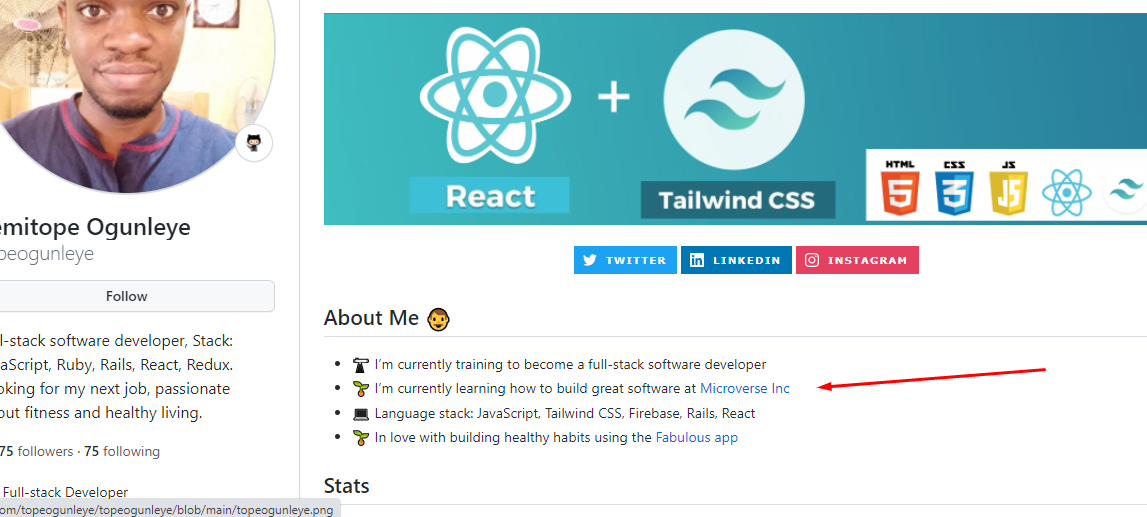 React
+
Tailwind CSS
HTML
5
CSS
3
JS
JS
TWITTER
LINKEDIN
INSTAGRAM
emitope Ogunleye
peogunleye
Follow
l-stack software developer, Stack:
aScript, Ruby, Rails, React, Redux.
oking for my next job, passionate
out fitness and healthy living.
75 followers · 75 following
Full-stack Developer
om/topeogunleye/topeogunleye/blob/main/topeogunleye.png
About Me
I'm currently training to become a full-stack software developer
I'm currently learning how to build great software at Microverse Inc
Language stack: JavaScript, Tailwind CSS, Firebase, Rails, React
In love with building healthy habits using the Fabulous app
Stats